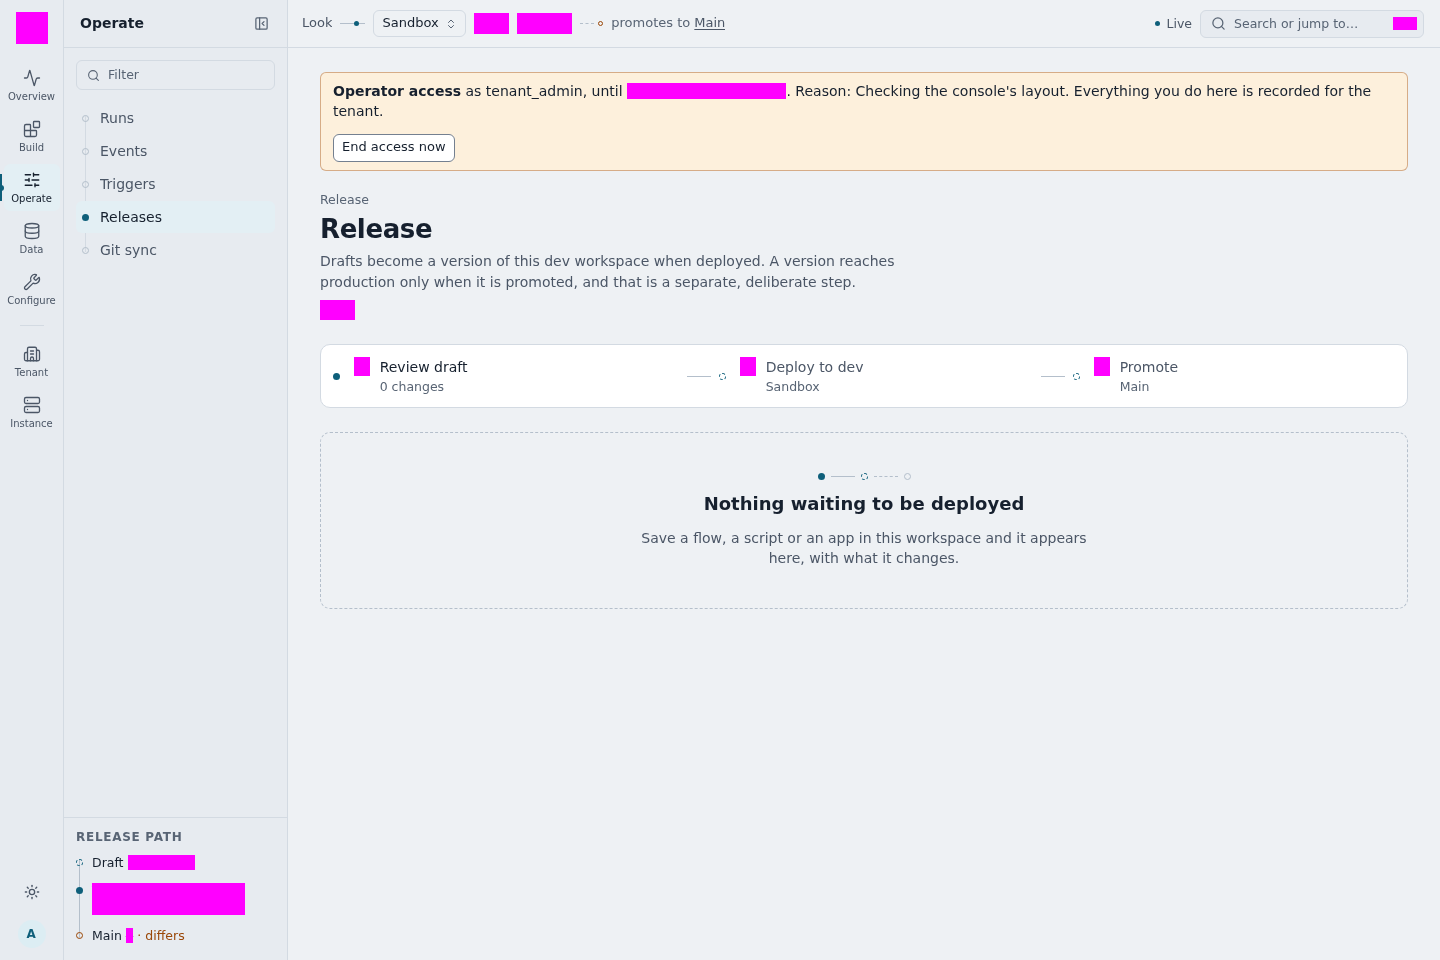 Operate
Look
Sandbox
promotes to Main
Live
Search or jump to...
Overview
Build
Operate
Data
Configure
Tenant
Instance
A
Filter
Runs
Events
Triggers
Releases
Git sync
RELEASE PATH
Draft
Main · differs
Operator access as tenant_admin, until . Reason: Checking the console's layout. Everything you do here is recorded for the
tenant.
End access now
Release
Release
Drafts become a version of this dev workspace when deployed. A version reaches
production only when it is promoted, and that is a separate, deliberate step.
Review draft
0 changes
Deploy to dev
Sandbox
Promote
Main
Nothing waiting to be deployed
Save a flow, a script or an app in this workspace and it appears
here, with what it changes.